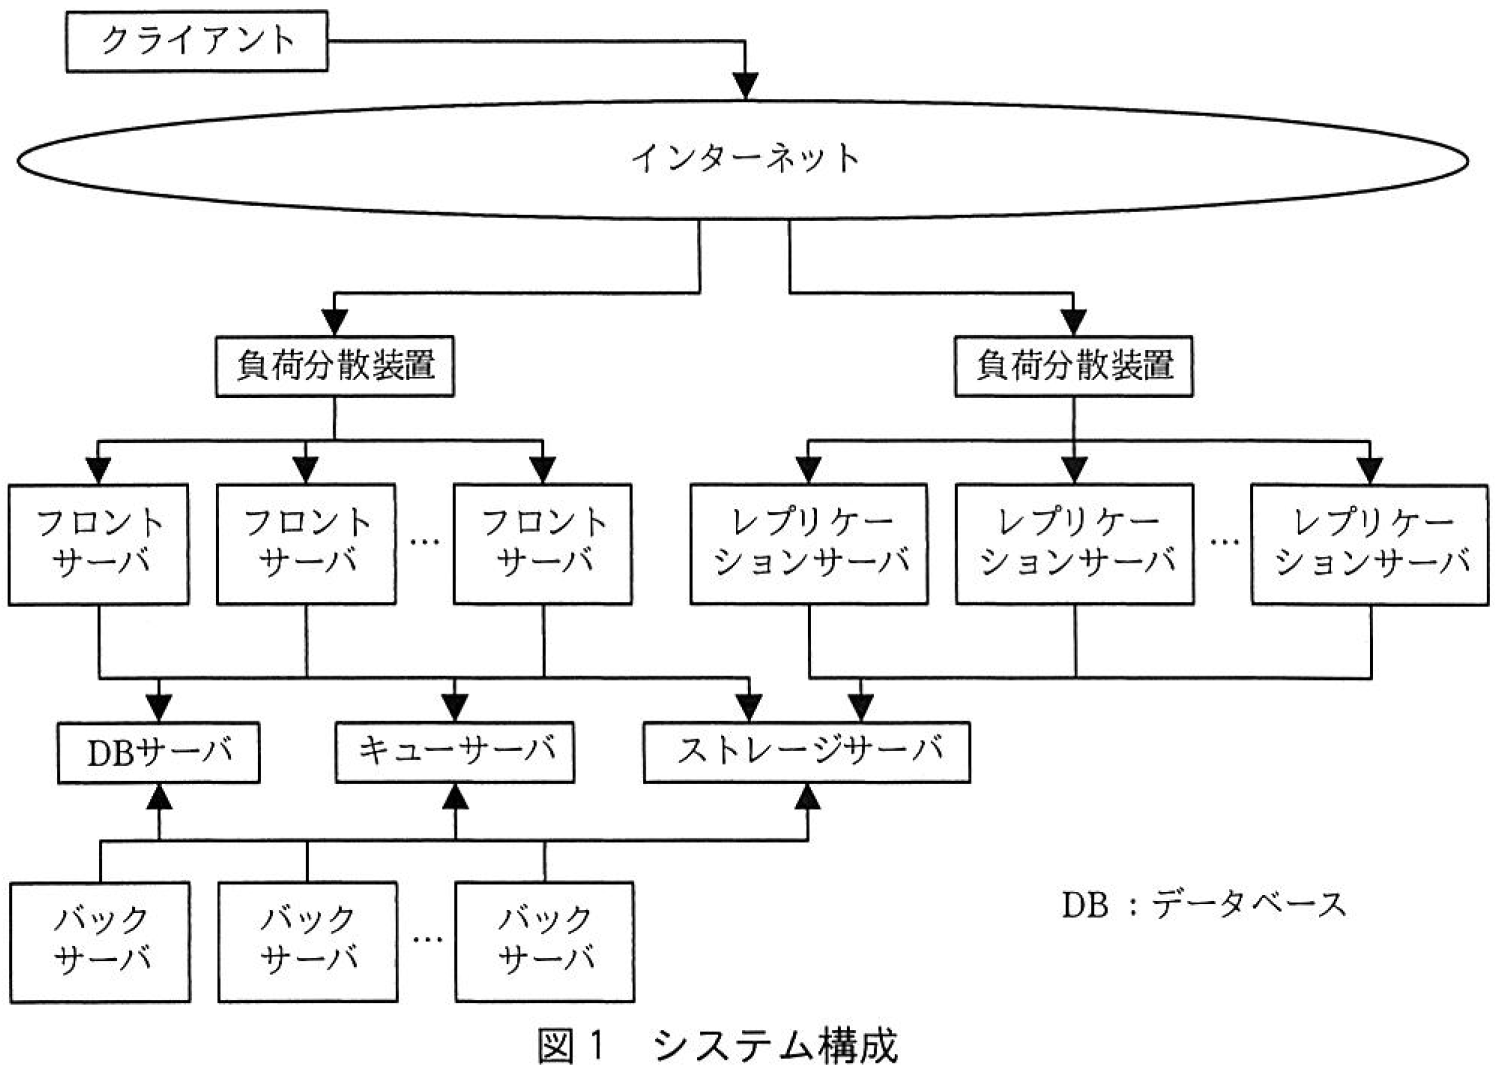 クライアント
インターネット
負荷分散装置
負荷分散装置
フロント
サーバ
フロント
サーバ
…
フロント
サーバ
レプリケー
ションサーバ
レプリケー
ションサーバ
…
レプリケー
ションサーバ
DBサーバ
キューサーバ
ストレージサーバ
バック
サーバ
バック
サーバ
…
バック
サーバ
DB：データベース
図1 システム構成